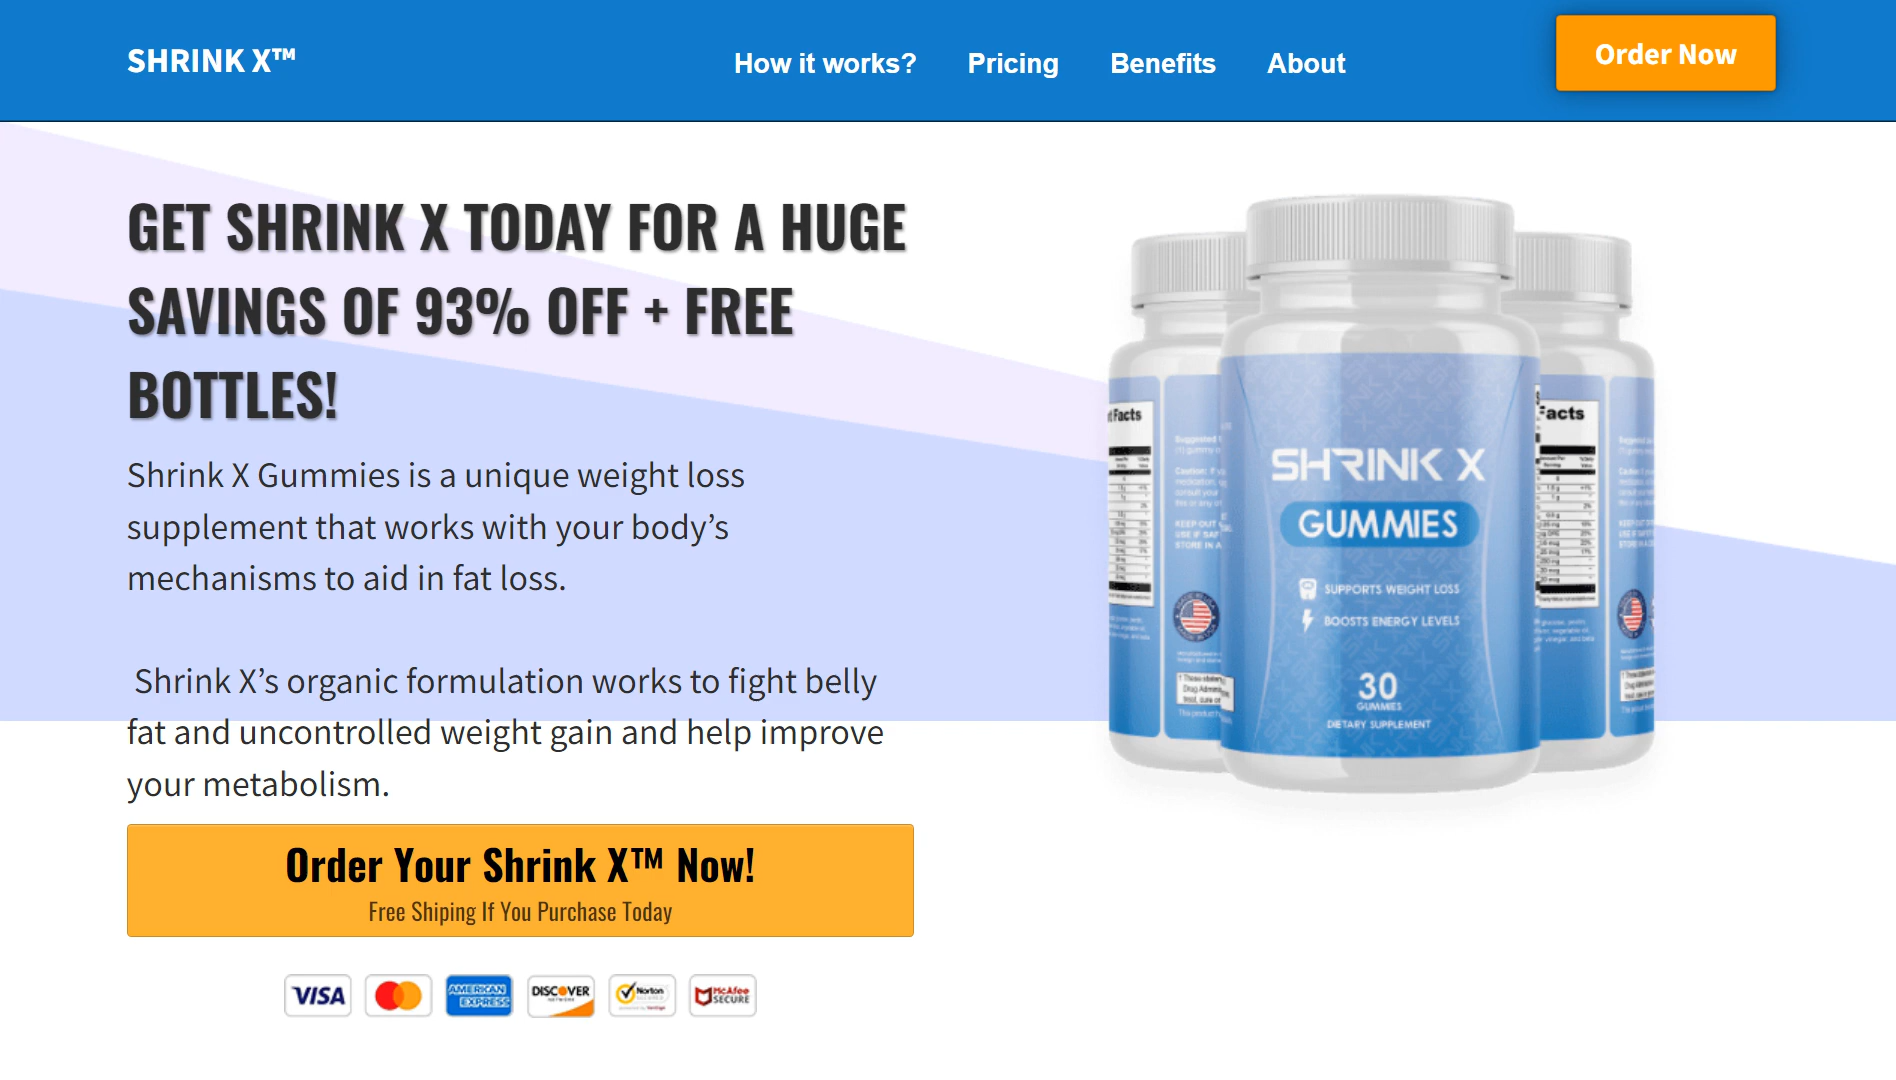 SHRINK X™
How it works?
Pricing
Benefits
About
Order Now
GET SHRINK X TODAY FOR A HUGE
SAVINGS OF 93% OFF + FREE
BOTTLES!
Shrink X Gummies is a unique weight loss
supplement that works with your body’s
mechanisms to aid in fat loss.
Shrink X’s organic formulation works to fight belly
fat and uncontrolled weight gain and help improve
your metabolism.
Order Your Shrink X™ Now!
Free Shiping If You Purchase Today
VISA
AMERICAN
EXPRESS
DISCOVER
Norton
McAfee
SECURE
SHRINK X
GUMMIES
SUPPORTS WEIGHT LOSS
BOOSTS ENERGY LEVELS
30
GUMMIES
DIETARY SUPPLEMENT
Facts
acts